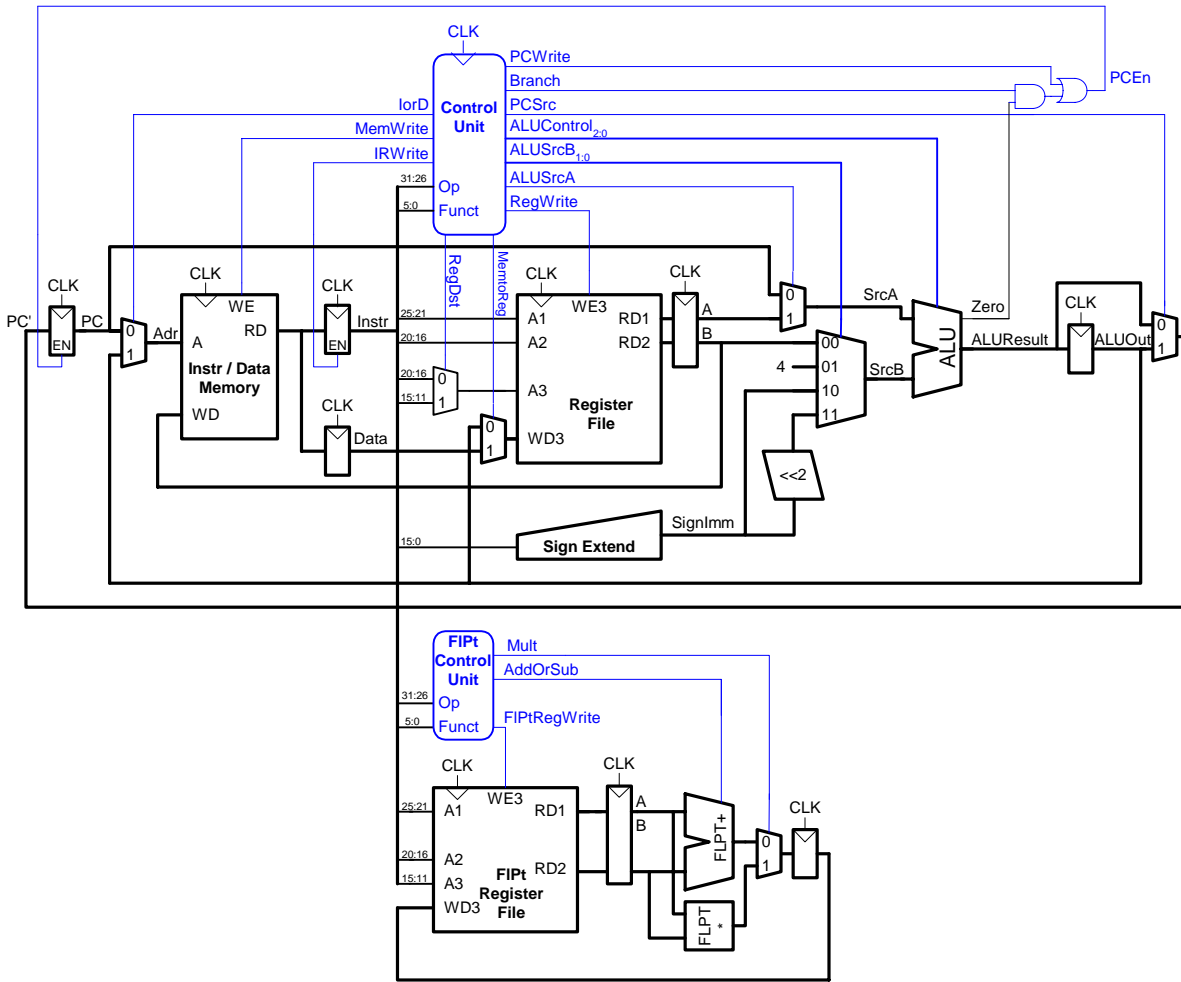 CLK
PCWrite
Branch
PCEn
IorD
Control
Unit
PCSrc
MemWrite
ALUControl2:0
IRWrite
ALUSrcB1:0
31:26
Op
ALUSrcA
5:0
Funct
RegWrite
RegDst
MemtoReg
CLK
CLK
CLK
CLK
CLK
CLK
PC'
PC
EN
0
1
Adr
WE
RD
A
Instr / Data
Memory
WD
EN
Instr
25:21
20:16
20:16
15:11
0
1
CLK
Data
0
1
A1
A2
A3
WD3
WE3
RD1
RD2
Register
File
A
B
0
1
SrcA
00
01
10
11
4
SrcB
<<2
ALU
Zero
ALUResult
ALUOut
0
1
15:0
Sign Extend
SignImm
FlPt
Control
Unit
Mult
AddOrSub
31:26
Op
5:0
Funct
FlPtRegWrite
CLK
CLK
CLK
25:21
A1
WE3
RD1
A
B
20:16
A2
RD2
15:11
A3
WD3
FlPt
Register
File
FLPT+
FLPT
*
0
1